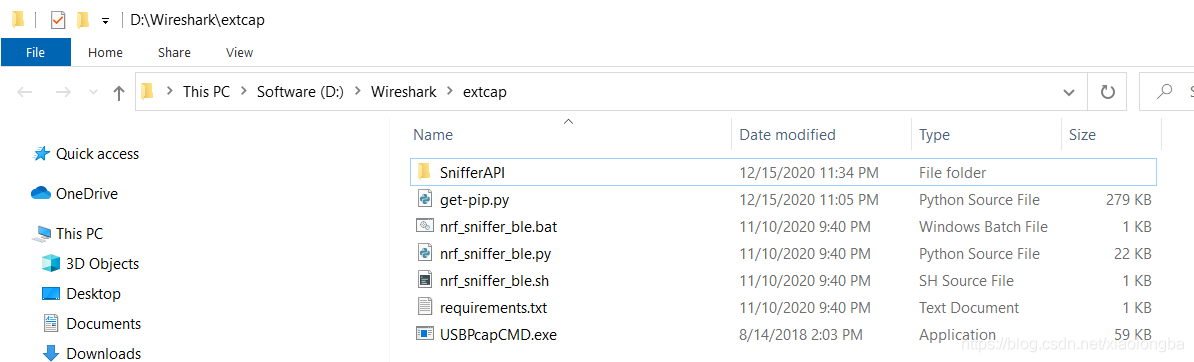 D:\Wireshark\extcap
File Home Share View
This PC Software (D:) Wireshark extcap
Name Date modified Type Size
Quick access
OneDrive
This PC
3D Objects
Desktop
Documents
Downloads
SnifferAPI 12/15/2020 11:34 PM File folder
get-pip.py 12/15/2020 11:05 PM Python Source File 279 KB
nrf_sniffer_ble.bat 11/10/2020 9:40 PM Windows Batch File 1 KB
nrf_sniffer_ble.py 11/10/2020 9:40 PM Python Source File 22 KB
nrf_sniffer_ble.sh 11/10/2020 9:40 PM SH Source File 1 KB
requirements.txt 11/10/2020 9:40 PM Text Document 1 KB
USBPcapCMD.exe 8/14/2018 2:03 PM Application 59 KB
https://blog.csdn.net/xiaolongba